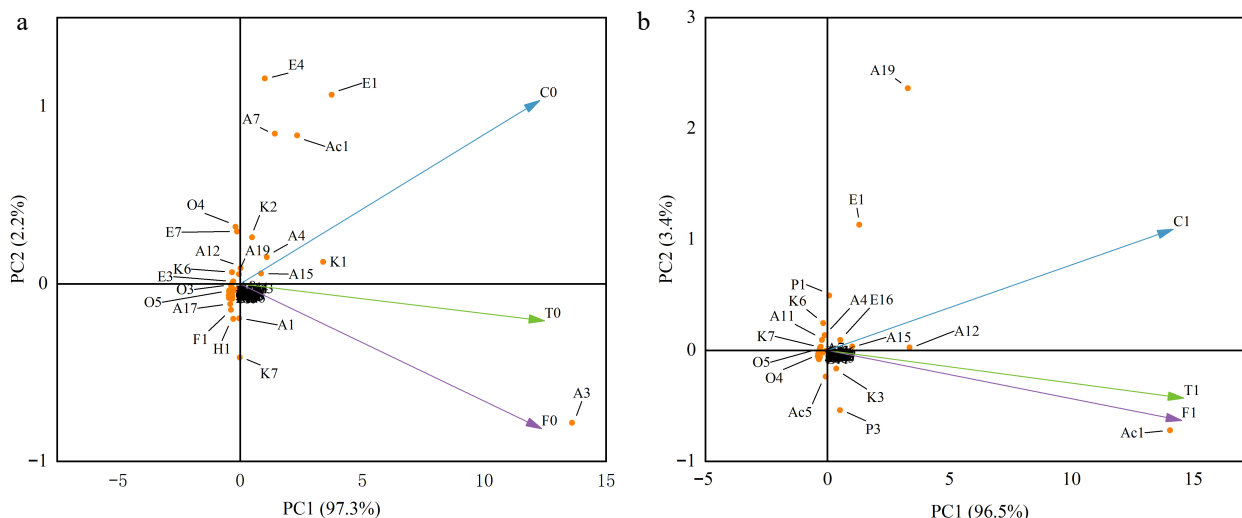 a
E4
E1
A7
Ac1
C0
O4
K2
E7
A12
A19
A4
K6
K1
E3
A15
O3
O5
A17
T0
F1
A1
H1
K7
A3
F0
1
0
−1
−5
0
5
10
15
PC2 (2.2%)
PC1 (97.3%)
b
A19
E1
C1
P1
K6
A4
E16
A11
K7
A15
A12
O5
O4
K3
Ac5
P3
T1
F1
Ac1
3
2
1
0
−1
−5
0
5
10
15
PC2 (3.4%)
PC1 (96.5%)